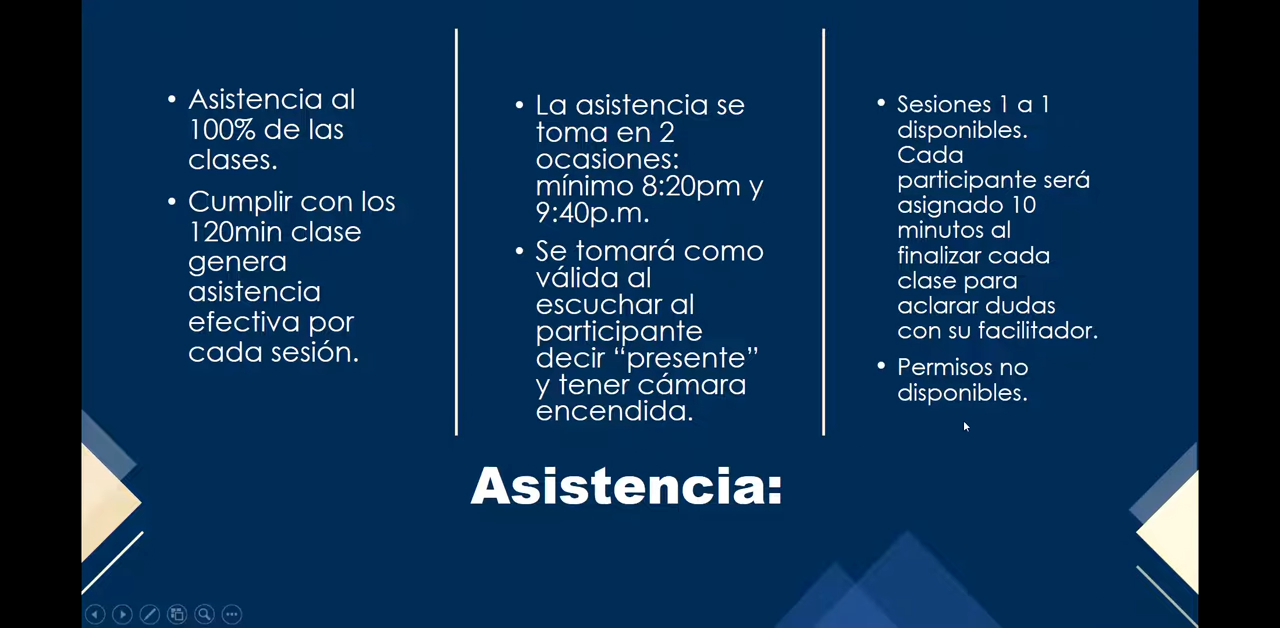 • Asistencia al
100% de las
clases.
• Cumplir con los
120min clase
genera
asistencia
efectiva por
cada sesión.
• La asistencia se
toma en 2
ocasiones:
mínimo 8:20pm y
9:40p.m.
• Se tomará como
válida al
escuchar al
participante
decir “presente”
y tener cámara
encendida.
• Sesiones 1 a 1
disponibles.
Cada
participante será
asignado 10
minutos al
finalizar cada
clase para
aclarar dudas
con su facilitador.
• Permisos no
disponibles.
Asistencia: